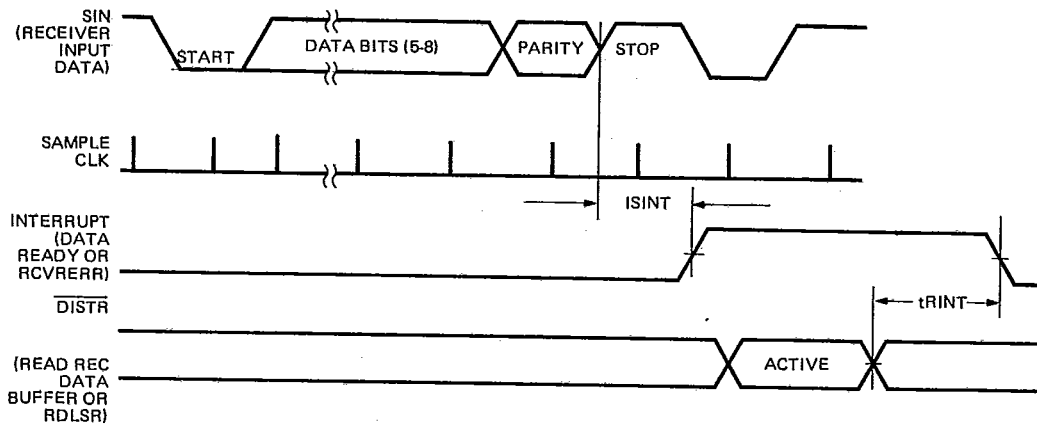 SIN
(RECEIVER
INPUT
DATA)
START
DATA BITS (5-8)
PARITY
STOP
SAMPLE
CLK
ISINT
INTERRUPT
(DATA
READY OR
RCVRERR)
DISTR
tRINT
(READ REC
DATA
BUFFER OR
RDLSR)
ACTIVE